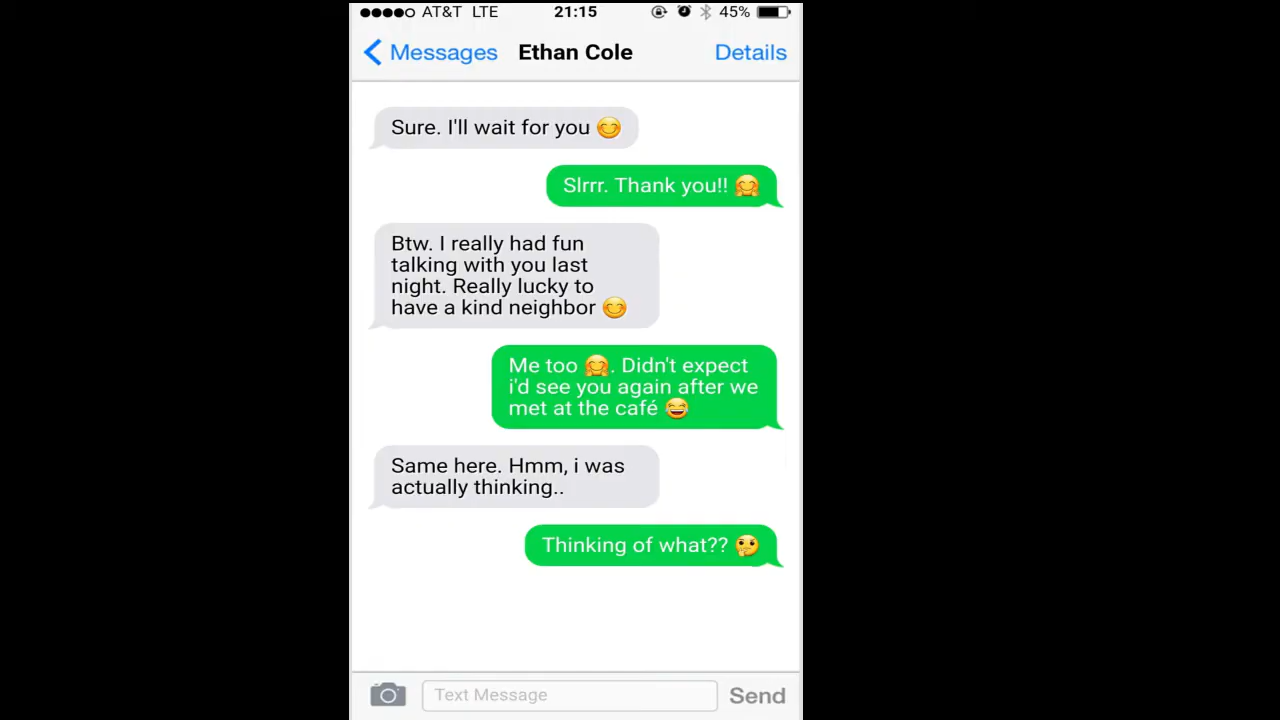 AT&T LTE 21:15 45%
Messages Ethan Cole Details
Sure. I'll wait for you 😊
Slrrr. Thank you!! 🤗
Btw. I really had fun
talking with you last
night. Really lucky to
have a kind neighbor 😊
Me too 🤗. Didn't expect
i'd see you again after we
met at the café 😂
Same here. Hmm, i was
actually thinking..
Thinking of what?? 🤔
Text Message Send